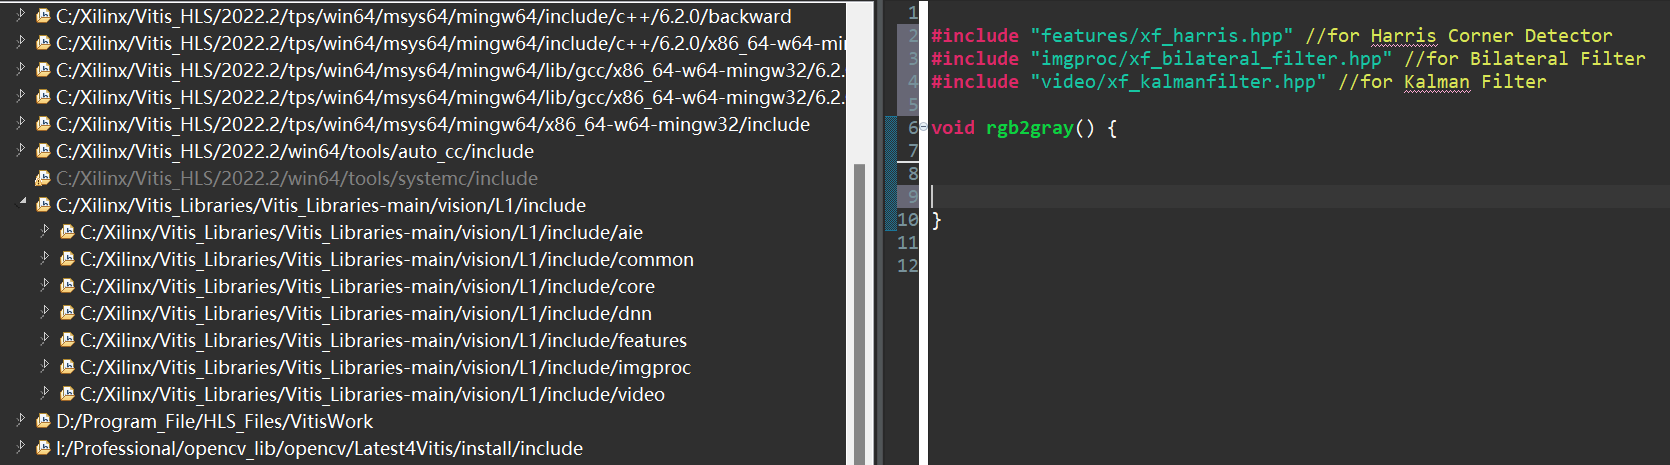 C:/Xilinx/Vitis_HLS/2022.2/tps/win64/msys64/mingw64/include/c++/6.2.0/backward
C:/Xilinx/Vitis_HLS/2022.2/tps/win64/msys64/mingw64/include/c++/6.2.0/x86_64-w64-min
C:/Xilinx/Vitis_HLS/2022.2/tps/win64/msys64/mingw64/lib/gcc/x86_64-w64-mingw32/6.2.
C:/Xilinx/Vitis_HLS/2022.2/tps/win64/msys64/mingw64/lib/gcc/x86_64-w64-mingw32/6.2.
C:/Xilinx/Vitis_HLS/2022.2/tps/win64/msys64/mingw64/x86_64-w64-mingw32/include
C:/Xilinx/Vitis_HLS/2022.2/win64/tools/auto_cc/include
C:/Xilinx/Vitis_HLS/2022.2/win64/tools/systemc/include
C:/Xilinx/Vitis_Libraries/Vitis_Libraries-main/vision/L1/include
C:/Xilinx/Vitis_Libraries/Vitis_Libraries-main/vision/L1/include/aie
C:/Xilinx/Vitis_Libraries/Vitis_Libraries-main/vision/L1/include/common
C:/Xilinx/Vitis_Libraries/Vitis_Libraries-main/vision/L1/include/core
C:/Xilinx/Vitis_Libraries/Vitis_Libraries-main/vision/L1/include/dnn
C:/Xilinx/Vitis_Libraries/Vitis_Libraries-main/vision/L1/include/features
C:/Xilinx/Vitis_Libraries/Vitis_Libraries-main/vision/L1/include/imgproc
C:/Xilinx/Vitis_Libraries/Vitis_Libraries-main/vision/L1/include/video
D:/Program_File/HLS_Files/VitisWork
I:/Professional/opencv_lib/opencv/Latest4Vitis/install/include
1
2 #include "features/xf_harris.hpp" //for Harris Corner Detector
3 #include "imgproc/xf_bilateral_filter.hpp" //for Bilateral Filter
4 #include "video/xf_kalmanfilter.hpp" //for Kalman Filter
5
6 void rgb2gray() {
7
8
9
10 }
11
12